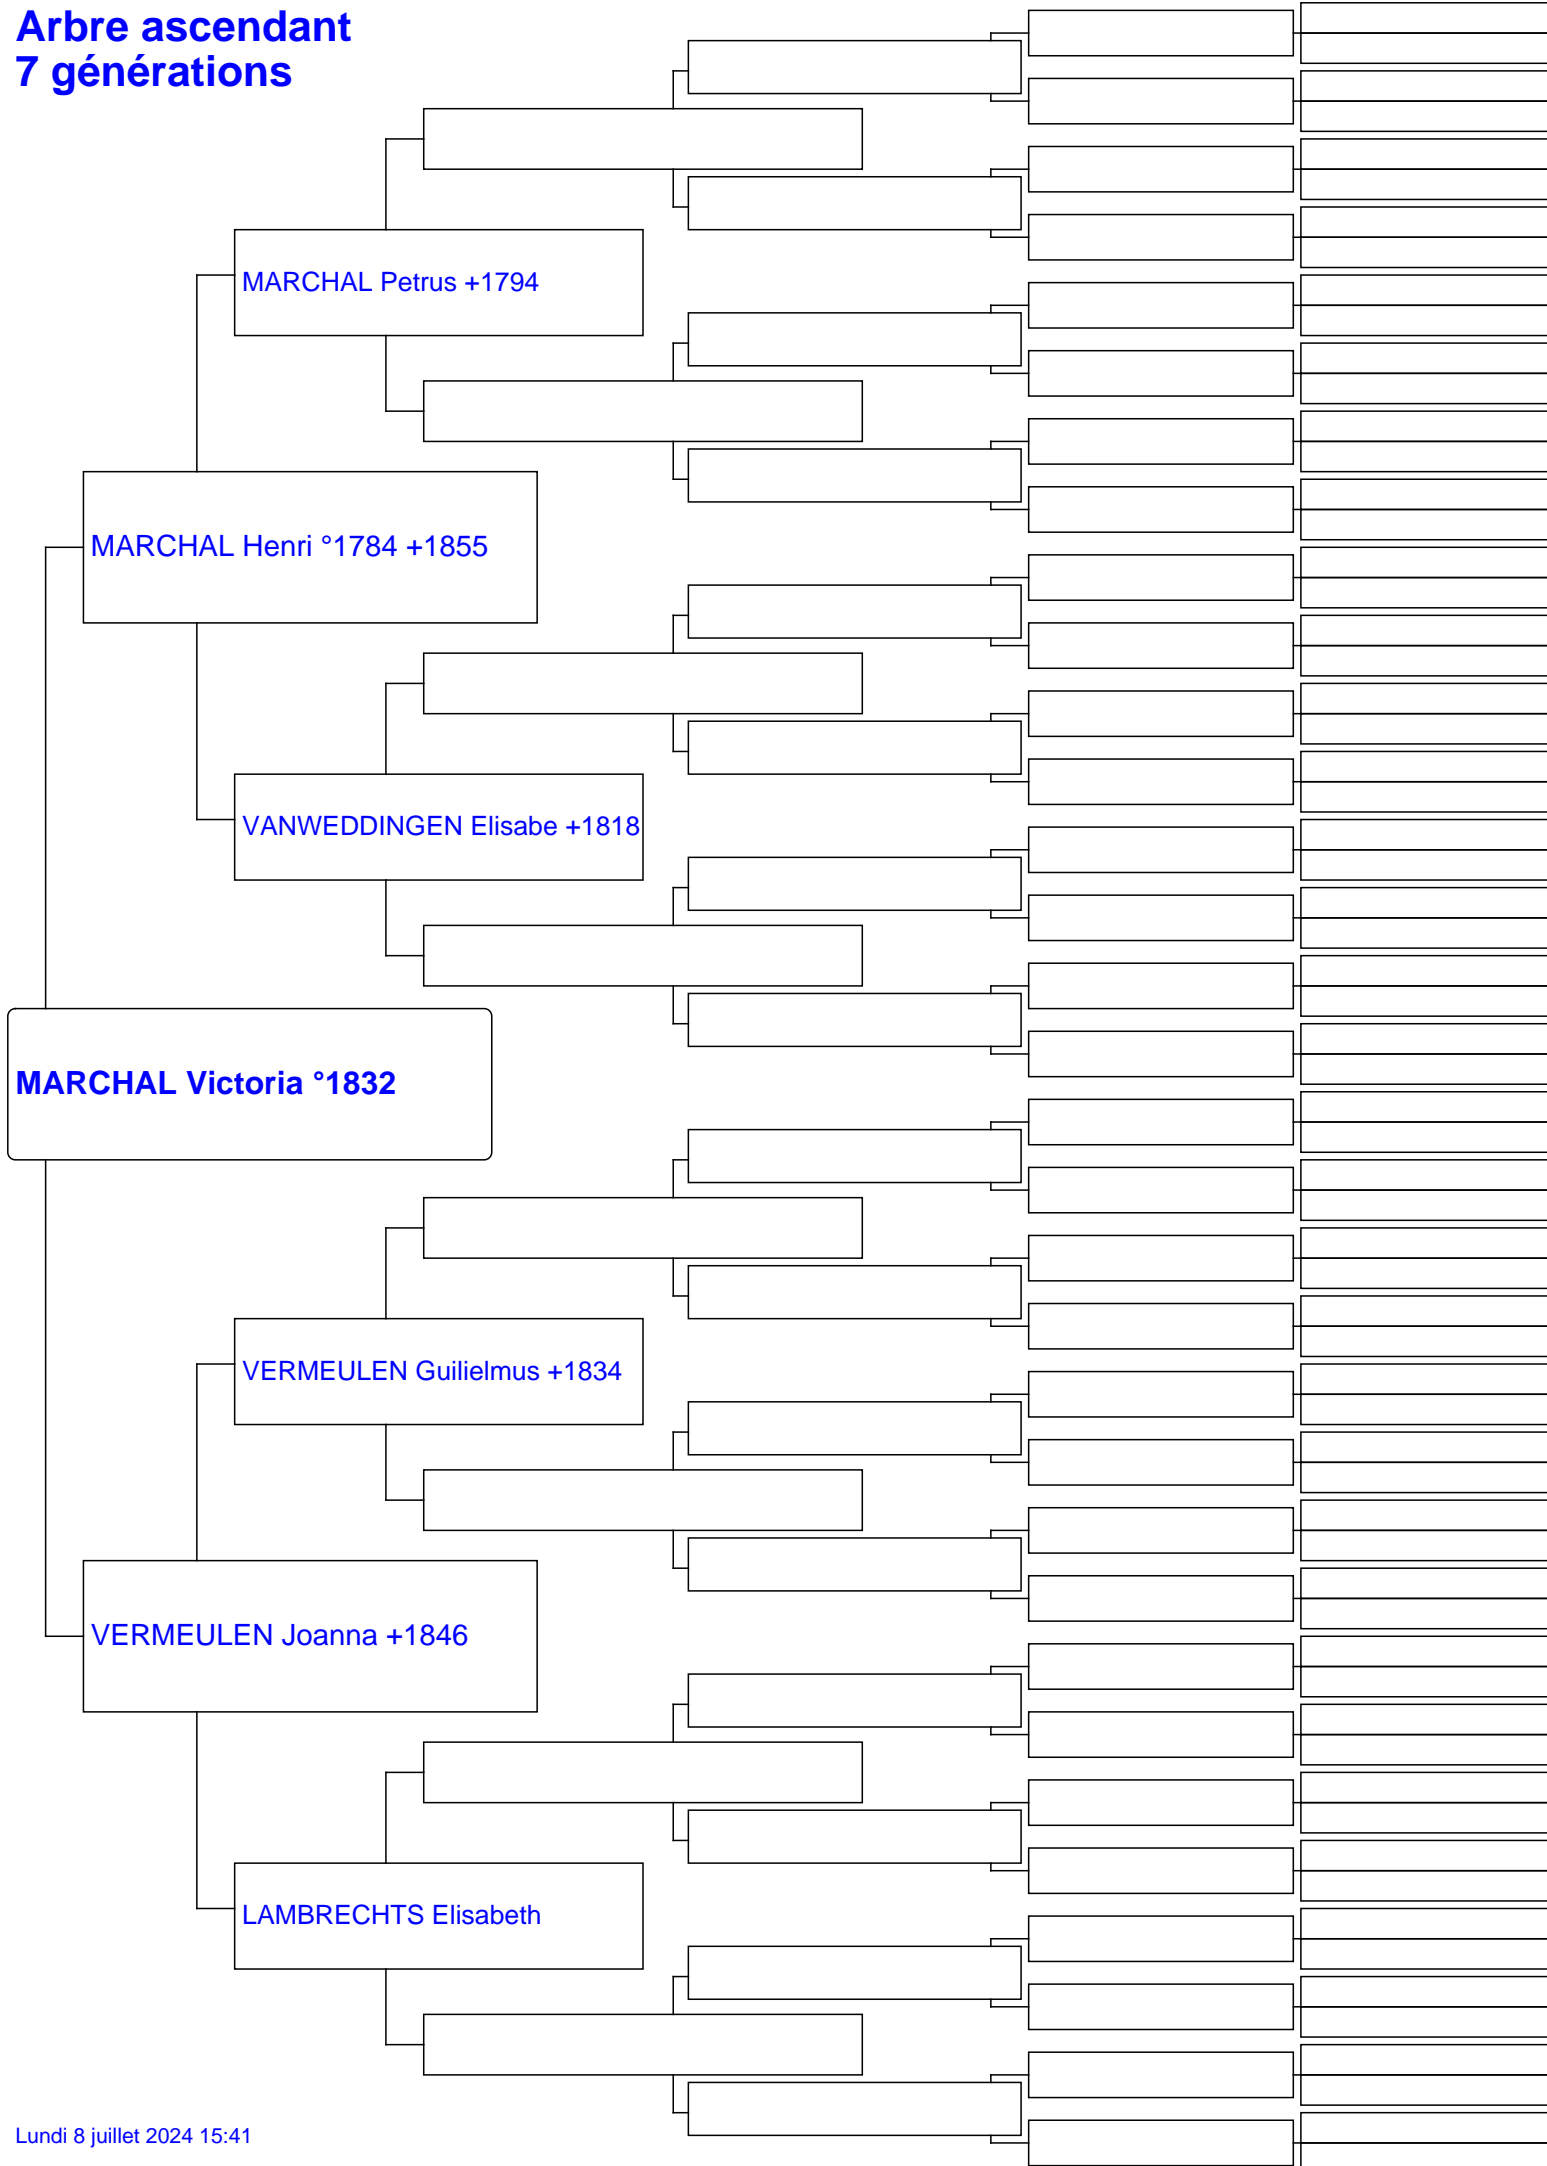 Arbre ascendant
7 générations
MARCHAL Petrus +1794
MARCHAL Henri °1784 +1855
VANWEDDINGEN Elisabe +1818
MARCHAL Victoria °1832
VERMEULEN Guilielmus +1834
VERMEULEN Joanna +1846
LAMBRECHTS Elisabeth
Lundi 8 juillet 2024 15:41